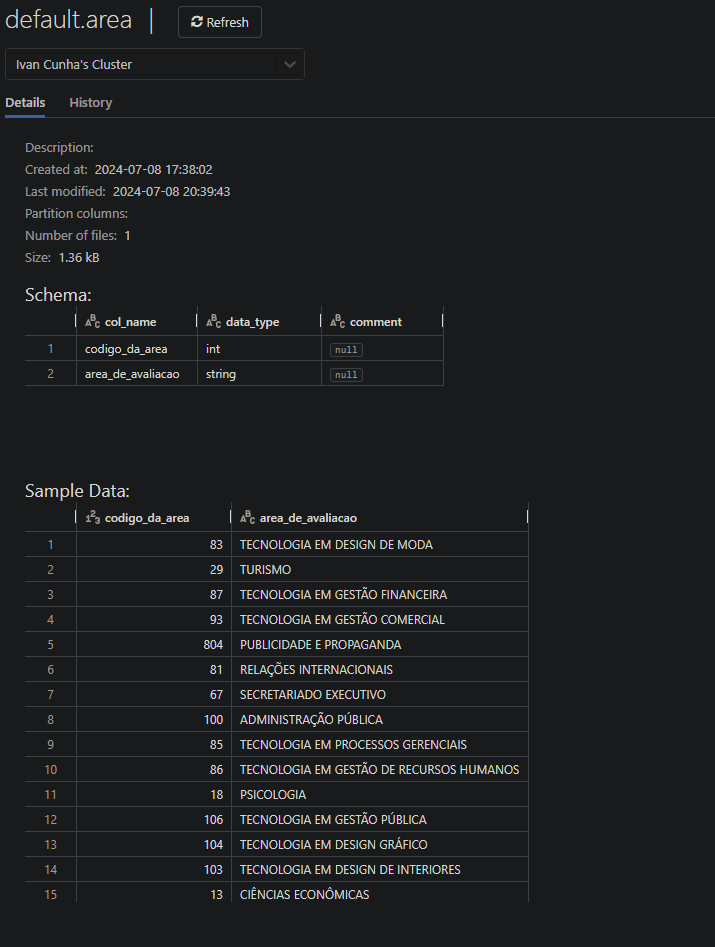 default.area | Refresh
Ivan Cunha's Cluster
Details History
Description:
Created at: 2024-07-08 17:38:02
Last modified: 2024-07-08 20:39:43
Partition columns:
Number of files: 1
Size: 1.36 kB
Schema:
ABC col_name ABC data_type ABC comment
1 codigo_da_area int null
2 area_de_avaliacao string null
Sample Data:
123 codigo_da_area ABC area_de_avaliacao
1 83 TECNOLOGIA EM DESIGN DE MODA
2 29 TURISMO
3 87 TECNOLOGIA EM GESTÃO FINANCEIRA
4 93 TECNOLOGIA EM GESTÃO COMERCIAL
5 804 PUBLICIDADE E PROPAGANDA
6 81 RELAÇÕES INTERNACIONAIS
7 67 SECRETARIADO EXECUTIVO
8 100 ADMINISTRAÇÃO PÚBLICA
9 85 TECNOLOGIA EM PROCESSOS GERENCIAIS
10 86 TECNOLOGIA EM GESTÃO DE RECURSOS HUMANOS
11 18 PSICOLOGIA
12 106 TECNOLOGIA EM GESTÃO PÚBLICA
13 104 TECNOLOGIA EM DESIGN GRÁFICO
14 103 TECNOLOGIA EM DESIGN DE INTERIORES
15 13 CIÊNCIAS ECONÔMICAS